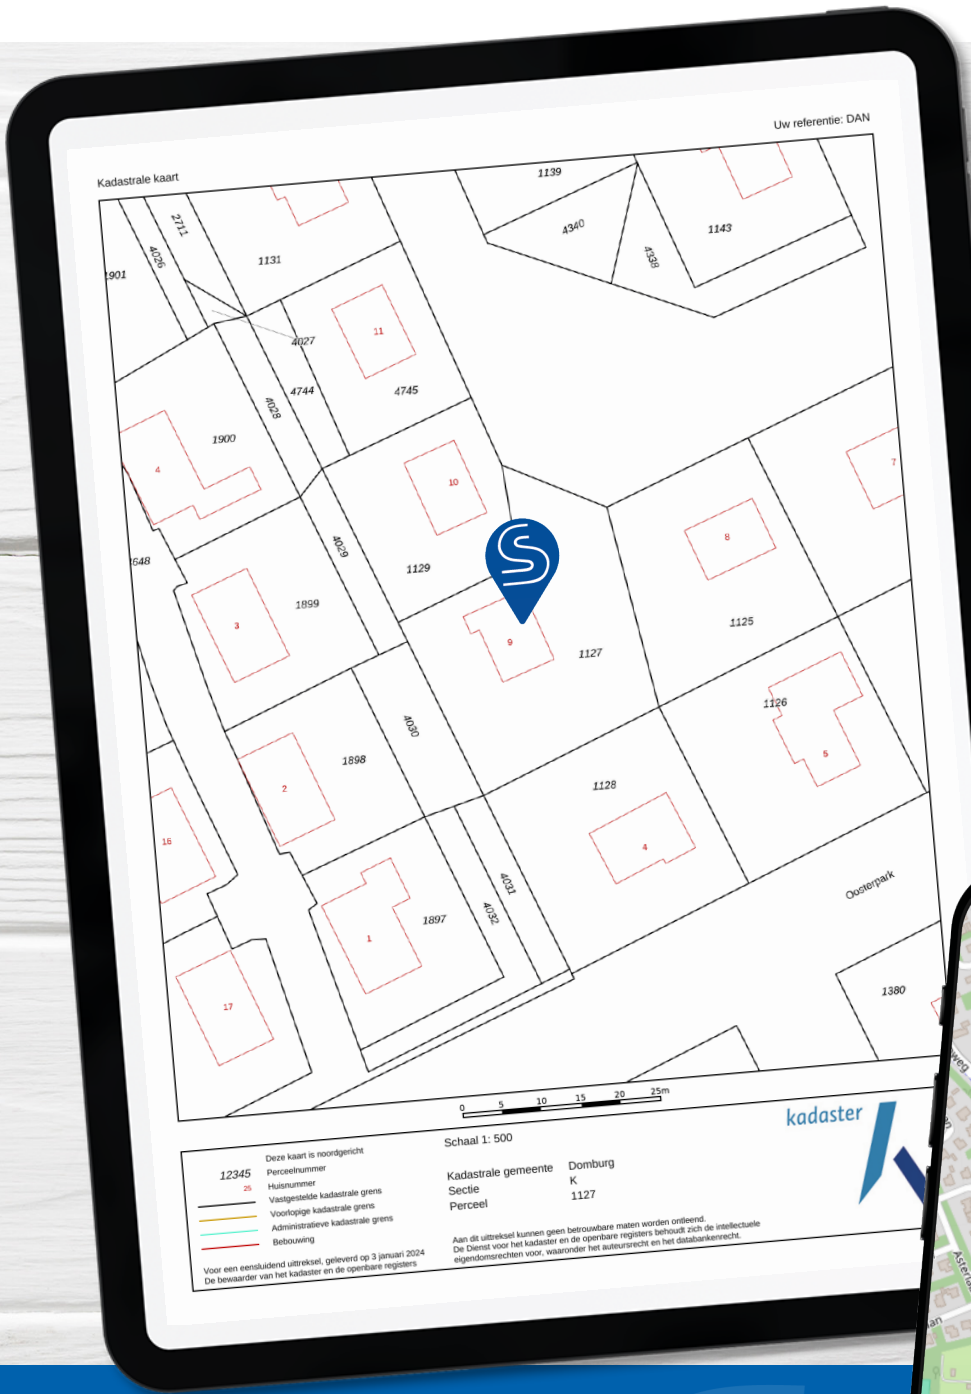 Uw referentie: DAN
Kadastrale kaart
1139
2711
4340
1143
4026
4338
1131
1901
11
4027
4744
4745
4028
1900
4
7
10
8
4029
648
1129
1899
3
1125
9
1127
1126
4030
5
1898
1128
2
16
4
4031
Oosterpark
4032
1897
1
1380
17
weg
0 5 10 15 20 25m
kadaster
Schaal 1: 500
Deze kaart is noordgericht
12345 Perceelnummer
25 Huisnummer
Vastgestelde kadastrale grens
Voorlopige kadastrale grens
Administratieve kadastrale grens
Bebouwing
Kadastrale gemeente Domburg
Sectie K
Perceel 1127
Voor een eensluidend uittreksel, geleverd op 3 januari 2024
De bewaarder van het kadaster en de openbare registers
Aan dit uittreksel kunnen geen betrouwbare maten worden ontleend.
De Dienst voor het kadaster en de openbare registers behoudt zich de intellectuele
eigendomsrechten voor, waaronder het auteursrecht en het databankenrecht.